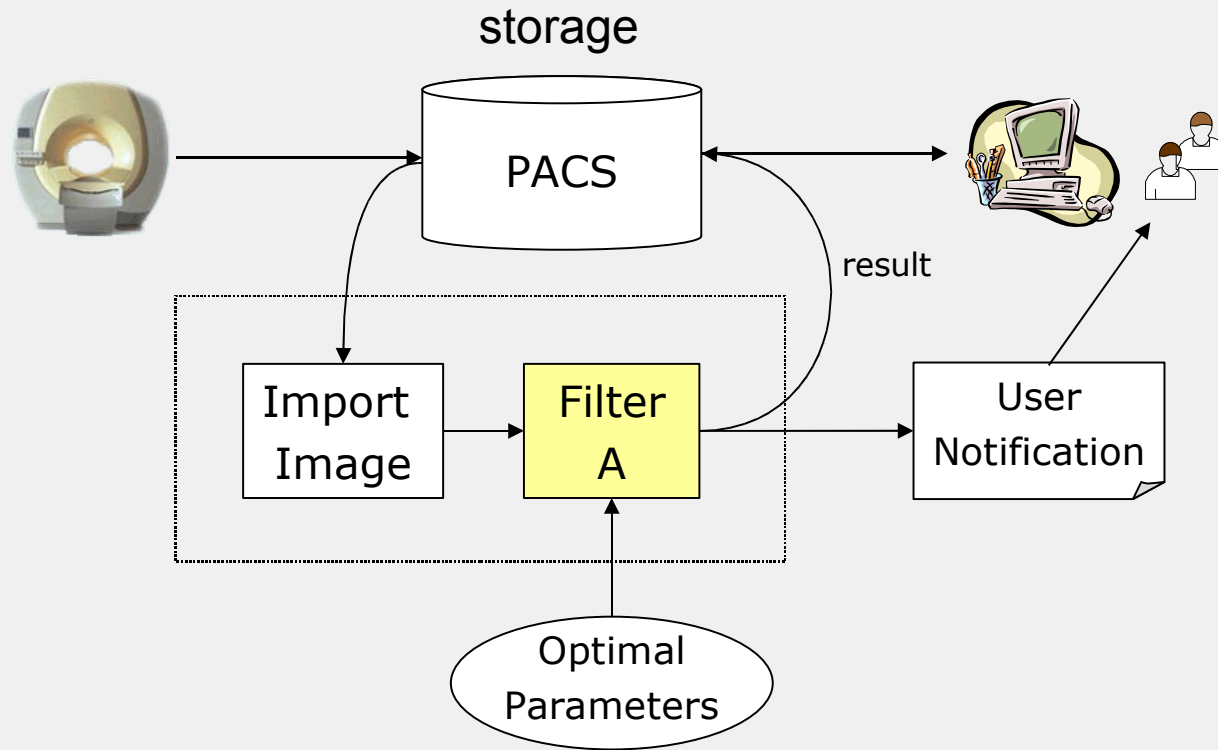 storage
PACS
result
Import
Image
Filter
A
User
Notification
Optimal
Parameters